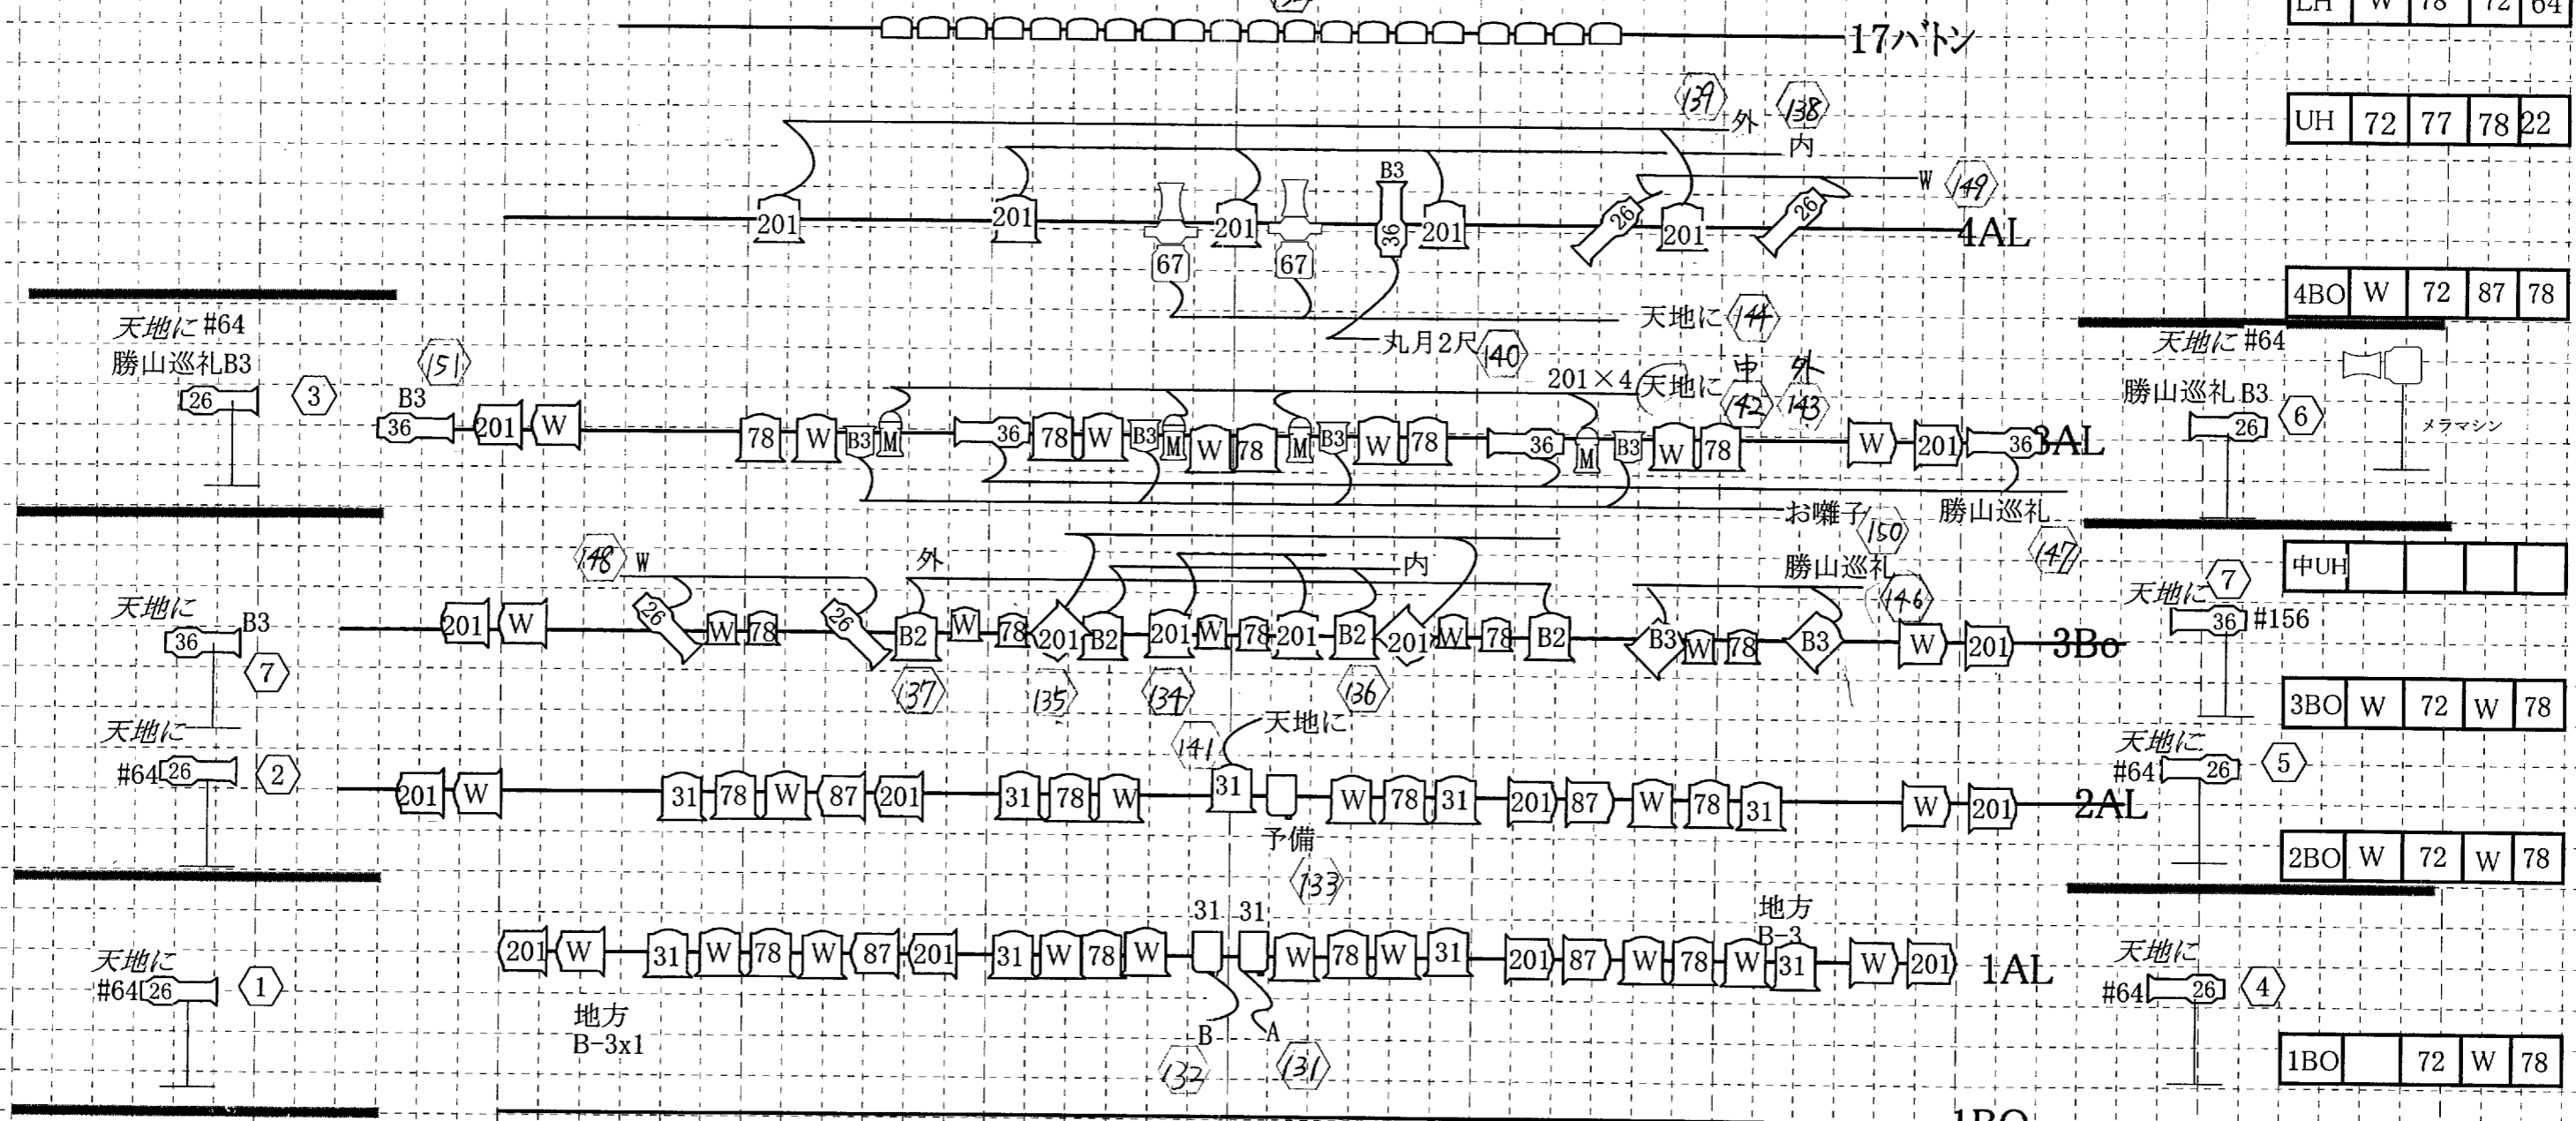 LH W 78 72 64
17バトン
139 138
外
内
UH 72 77 78 22
B3
W 149
201 201 201 36 201 26 201 26 4AL
67 67
4BO W 72 87 78
天地に #64
天地に 144
丸月2尺 140
天地に #64
勝山巡礼B3
151
中 外
201×4 天地に 142 143
勝山巡礼 B3
26 3
B3
36 201 W 78 W B3 M 36 78 W B3 M W 78 M B3 W 78 36 M B3 W 78 W 201 36 3AL
26 6
メラマシン
お囃子 150 勝山巡礼
147
148 W 外 内 勝山巡礼 146
中UH
天地に
36 B3
7
201 W 26 W 78 26 B2 W 78 201 B2 201 W 78 201 B2 201 W 78 B2 B3 W 78 B3 W 201 3Bo
天地に 7
36 #156
137 135 134 136
3BO W 72 W 78
天地に
#64 26 2
141 天地に
201 W 31 78 W 87 201 31 78 W 31 W 78 31 201 87 W 78 31 W 201 2AL
予備
天地に
#64 26 5
2BO W 72 W 78
133
31 31
地方
B-3
201 W 31 W 78 W 87 201 31 W 78 W W 78 W 31 201 87 W 78 W 31 W 201 1AL
天地に
#64 26 1
天地に
#64 26 4
地方
B-3x1
B A
132 131
1BO 72 W 78
1BO